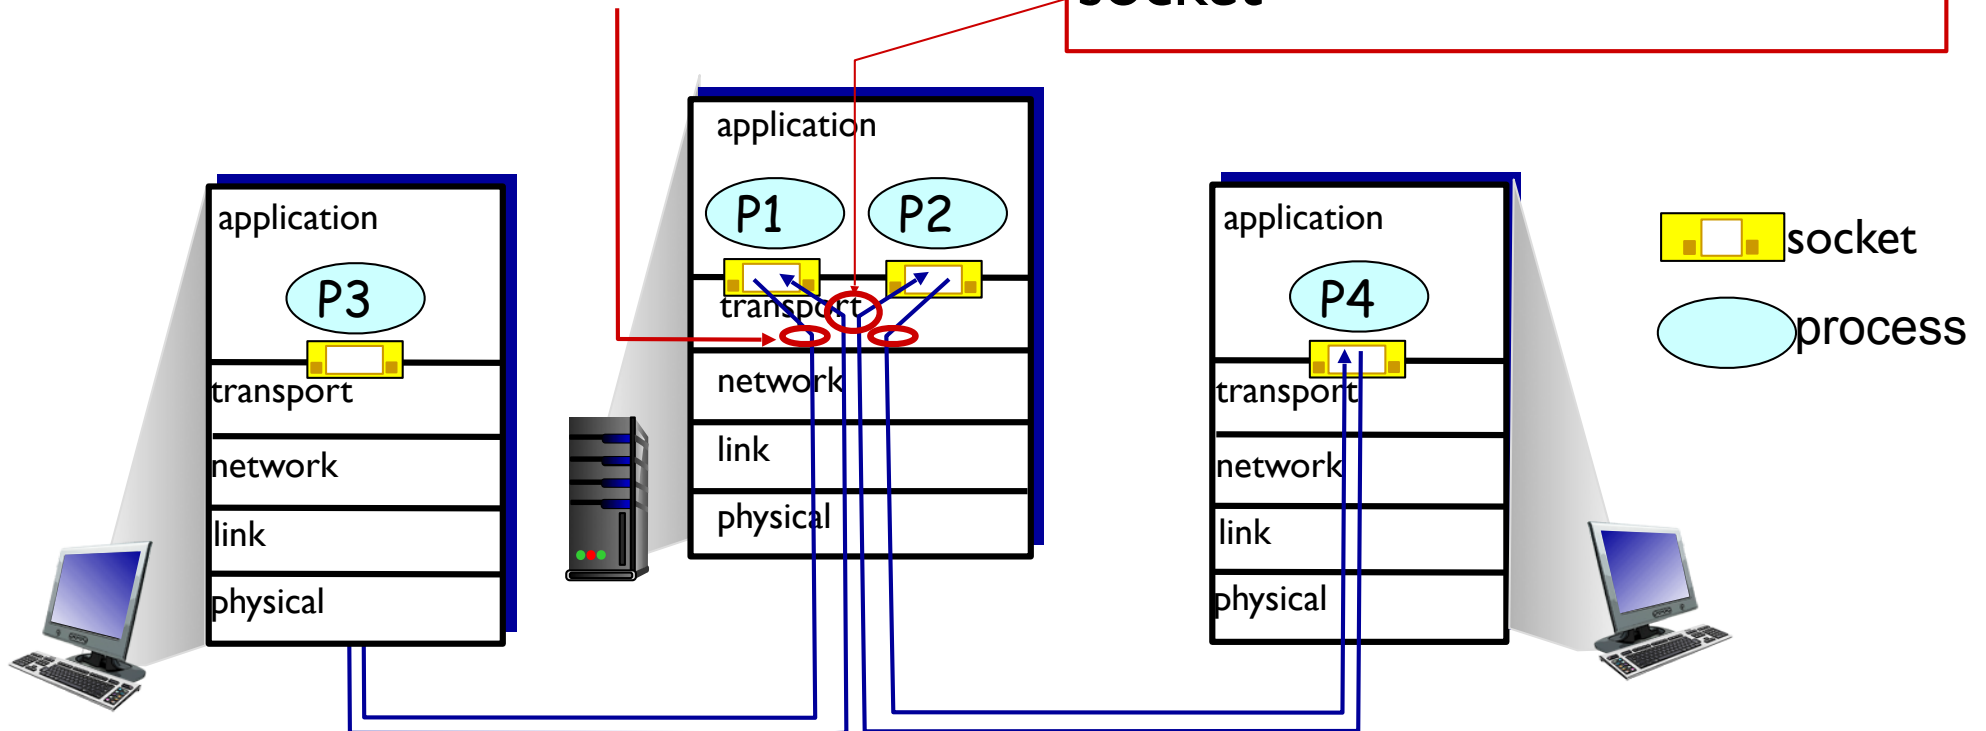 socket
application
P1
P2
transport
network
link
physical
application
P3
transport
network
link
physical
application
P4
transport
network
link
physical
socket
process